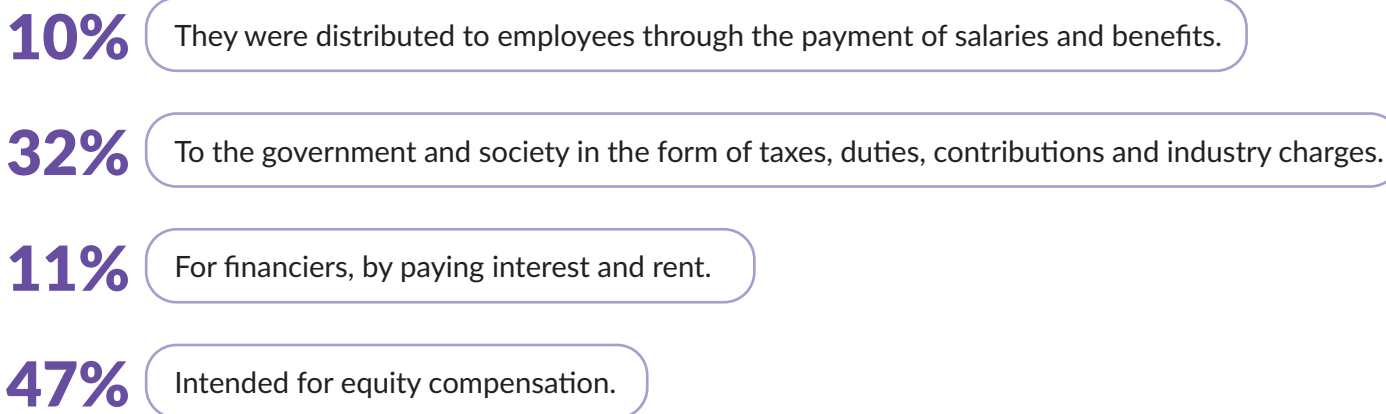 10% They were distributed to employees through the payment of salaries and benefits.
32% To the government and society in the form of taxes, duties, contributions and industry charges.
11% For financiers, by paying interest and rent.
47% Intended for equity compensation.